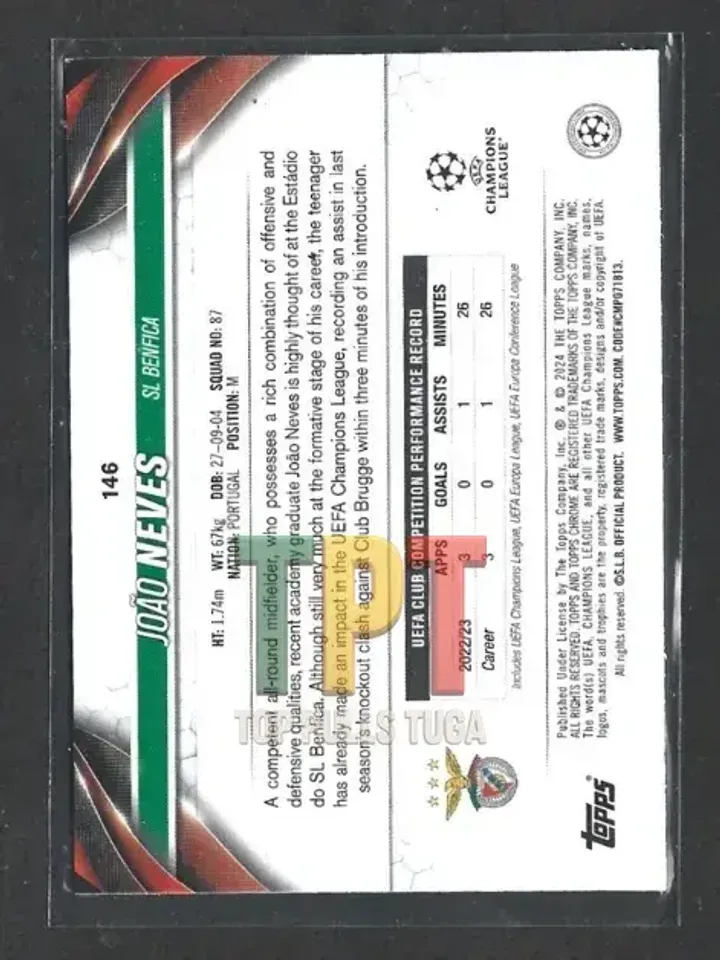 146
JOÃO NEVES SL BENFICA
HT: 1.74m WT: 67kg DOB: 27-09-04 SQUAD NO: 87
NATION: PORTUGAL POSITION: M
A competent all-round midfielder, who possesses a rich combination of offensive and
defensive qualities, recent academy graduate João Neves is highly thought of at the Estádio
do SL Benfica. Although still very much at the formative stage of his career, the teenager
has already made an impact in the UEFA Champions League, recording an assist in last
season's knockout clash against Club Brugge within three minutes of his introduction.
UEFA CLUB COMPETITION PERFORMANCE RECORD
APPS GOALS ASSISTS MINUTES
2022/23 3 0 1 26
Career 3 0 1 26
Includes UEFA Champions League, UEFA Europa League, UEFA Europa Conference League
UEFA
CHAMPIONS
LEAGUE
topps
Published Under License by The Topps Company, Inc. ® & © 2024 THE TOPPS COMPANY, INC.
ALL RIGHTS RESERVED. TOPPS AND TOPPS CHROME ARE REGISTERED TRADEMARKS OF THE TOPPS COMPANY, INC.
The word(s) UEFA, CHAMPIONS LEAGUE, and all other UEFA Champions League marks, names,
logos, mascots and trophies are the property, registered trade marks, designs and/or copyright of UEFA.
All rights reserved. ©S.L.B. OFFICIAL PRODUCT. WWW.TOPPS.COM. CODE#CMP071813.
TPT
TUGA